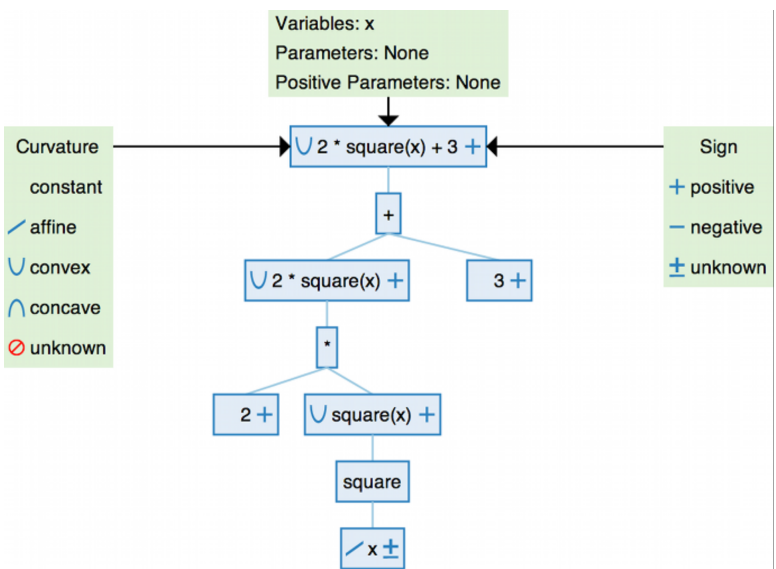 Variables: x
Parameters: None
Positive Parameters: None
Curvature
constant
affine
convex
concave
unknown
∪ 2 * square(x) + 3 +
Sign
+ positive
− negative
± unknown
+
∪ 2 * square(x) +
3 +
*
2 +
∪ square(x) +
square
/ x ±